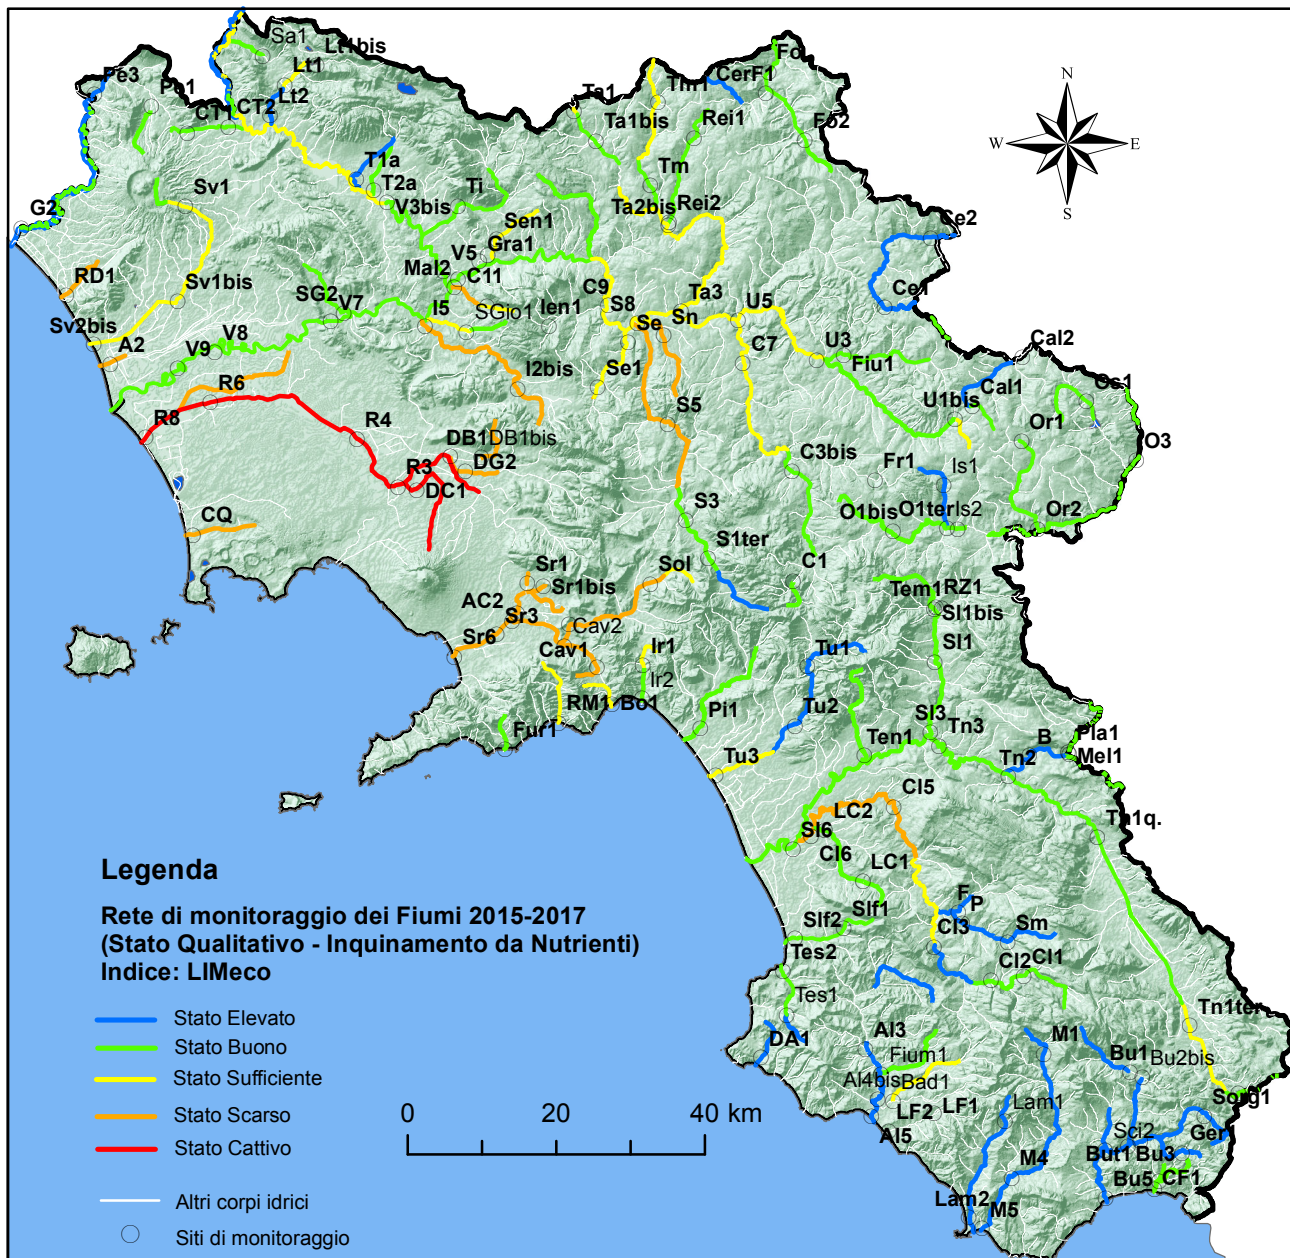 Sa1
Lt1bis
Lt1
Lt2
Pe3
Pc1
CT1
CT2
Ta1
Ta1bis
Tm1
CerF1
Fo
Rei1
Fo2
Tm
T1a
T2a
V3bis
Ti
Ta2bis
Rei2
Sen1
Gra1
Sv1
G2
Ce2
Ce1
RD1
Sv1bis
Sv2bis
A2
Mal2
V5
C11
C9
S8
Ta3
U5
SG2
V7
I5
SGio1
Ien1
Se
Sn
V8
V9
R6
R8
I2bis
Se1
C7
U3
Fiu1
Cal2
Cal1
U1bis
Os1
Or1
O3
R4
S5
DB1
DB1bis
DG2
R3
DC1
C3bis
Fr1
Is1
S3
O1bis
O1ter
Is2
Or2
CQ
S1ter
C1
Sol
Sr1
Sr1bis
AC2
Sr3
Sr6
Cav2
Cav1
Tem1
RZ1
Sl1bis
Sl1
Ir1
Ir2
Tu1
Tu2
RM1
Bo1
Pi1
Fur1
Tu3
Sl3
Tn3
Ten1
B
Pla1
Mel1
Tn2
Cl5
LC2
Sl6
Cl6
LC1
Tn1q.
F
P
Slf1
Slf2
Cl3
Sm
Tes2
Cl2
Cl1
Tes1
DA1
Al3
Fium1
Al4bis
Bad1
LF2
LF1
Al5
Tn1ter
M1
Bu1
Bu2bis
Lam1
Sorg1
Sci2
Ger
But1
Bu3
M4
Bu5
CF1
Lam2
M5
N
W
E
S
Legenda
Rete di monitoraggio dei Fiumi 2015-2017
(Stato Qualitativo - Inquinamento da Nutrienti)
Indice: LIMeco
Stato Elevato
Stato Buono
Stato Sufficiente
Stato Scarso
Stato Cattivo
Altri corpi idrici
Siti di monitoraggio
0 20 40 km